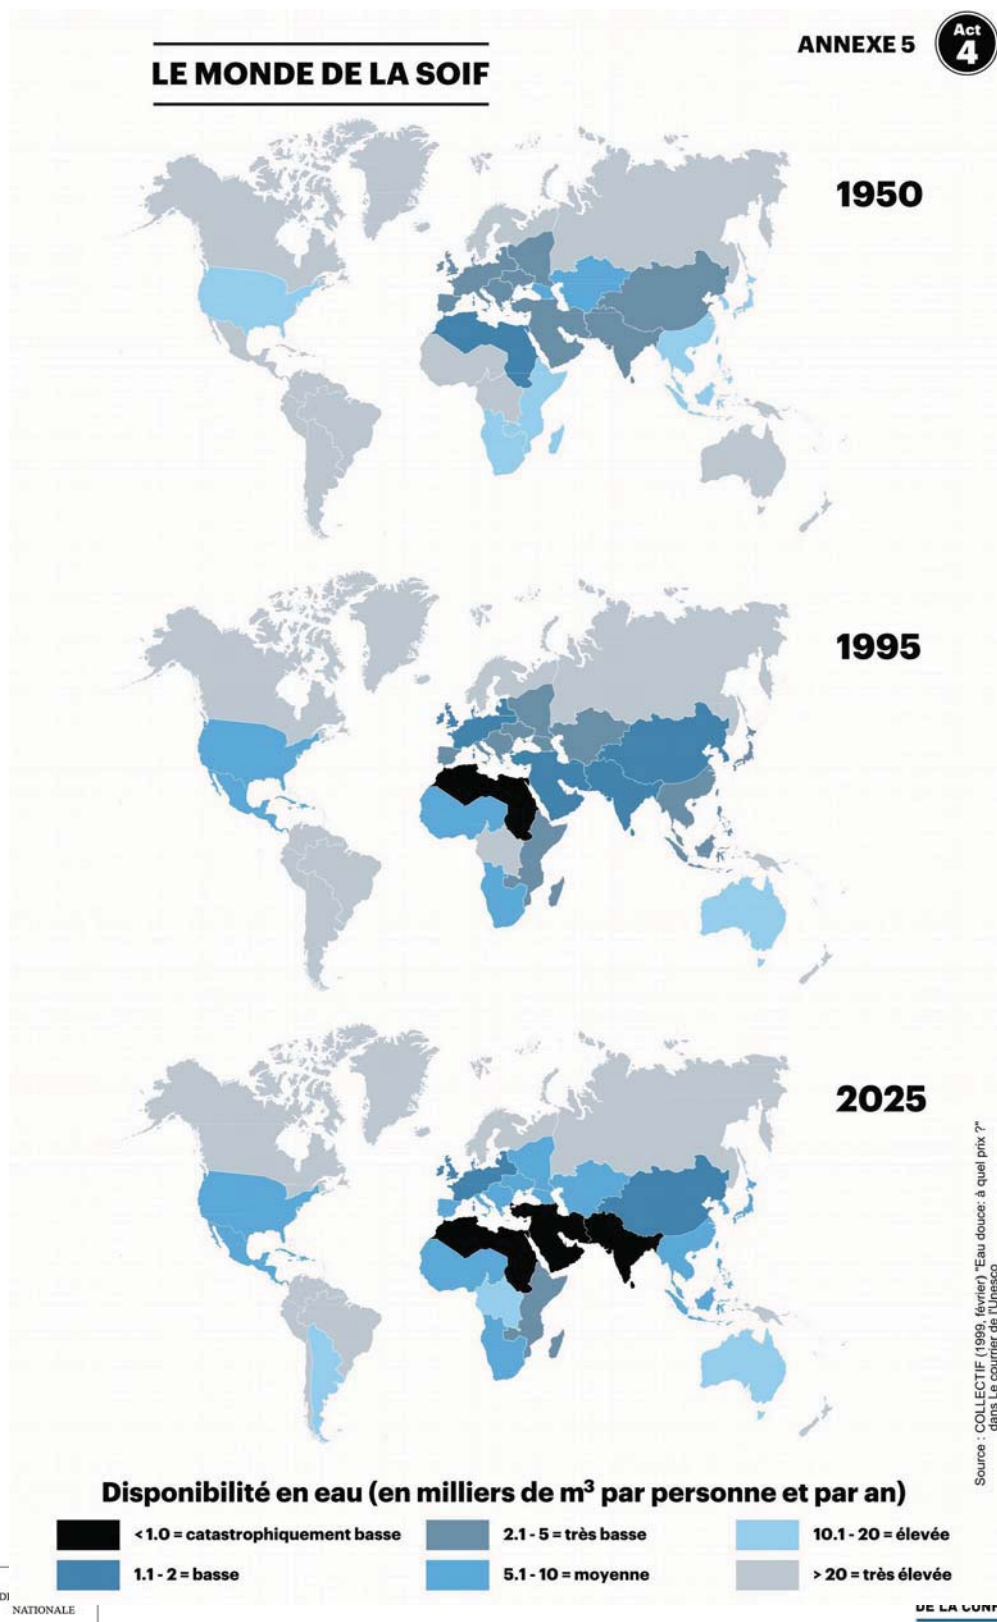 ANNEXE 5
Act
4
LE MONDE DE LA SOIF
1950
1995
2025
Source : COLLECTIF (1999, février) "Eau douce: à quel prix ?"
dans Le courrier de l'Unesco
Disponibilité en eau (en milliers de m³ par personne et par an)
< 1.0 = catastrophiquement basse
2.1 - 5 = très basse
10.1 - 20 = élevée
1.1 - 2 = basse
5.1 - 10 = moyenne
> 20 = très élevée
NATIONALE
DE LA CONF